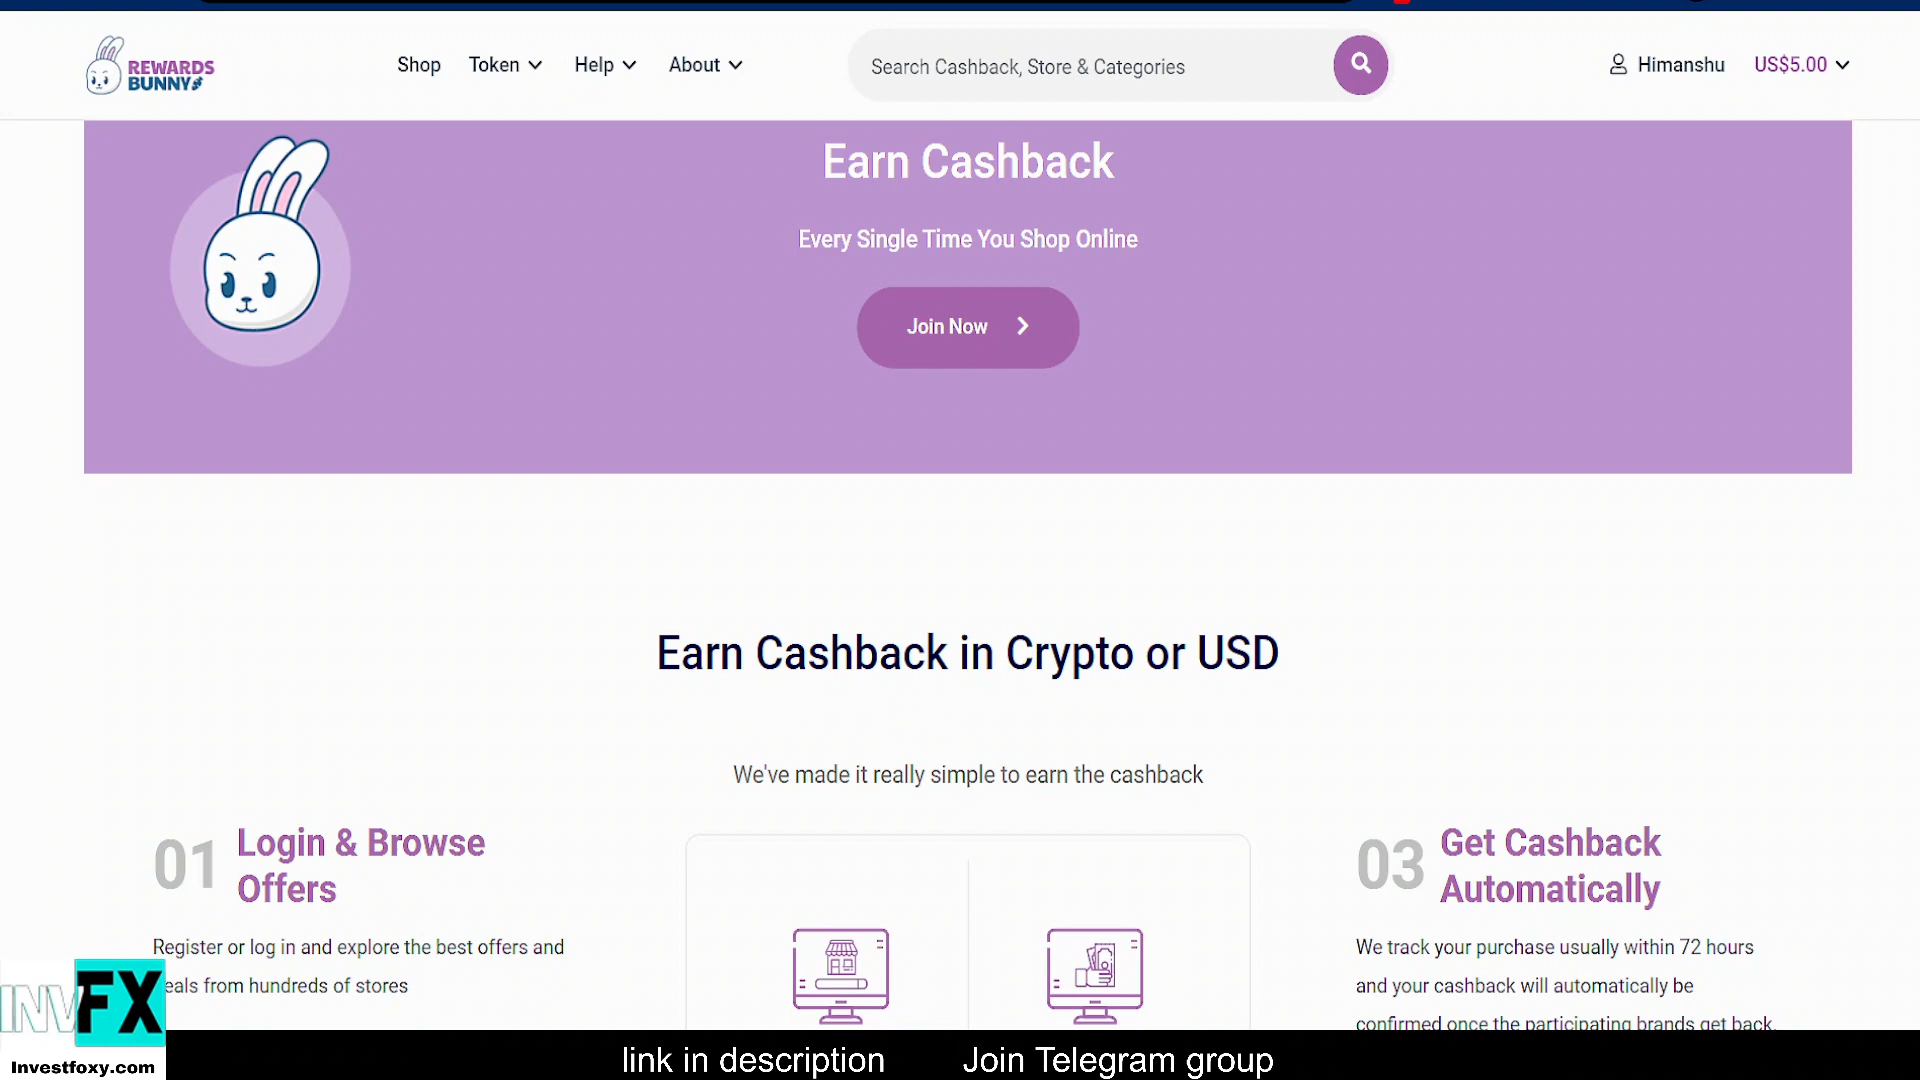 REWARDS
BUNNY
Shop
Token
Help
About
Search Cashback, Store & Categories
Himanshu
US$5.00
Earn Cashback
Every Single Time You Shop Online
Join Now
Earn Cashback in Crypto or USD
We've made it really simple to earn the cashback
01
Login & Browse
Offers
Register or log in and explore the best offers and
eals from hundreds of stores
03
Get Cashback
Automatically
We track your purchase usually within 72 hours
and your cashback will automatically be
confirmed once the participating brands get back
INV FX
Investfoxy.com
link in description
Join Telegram group